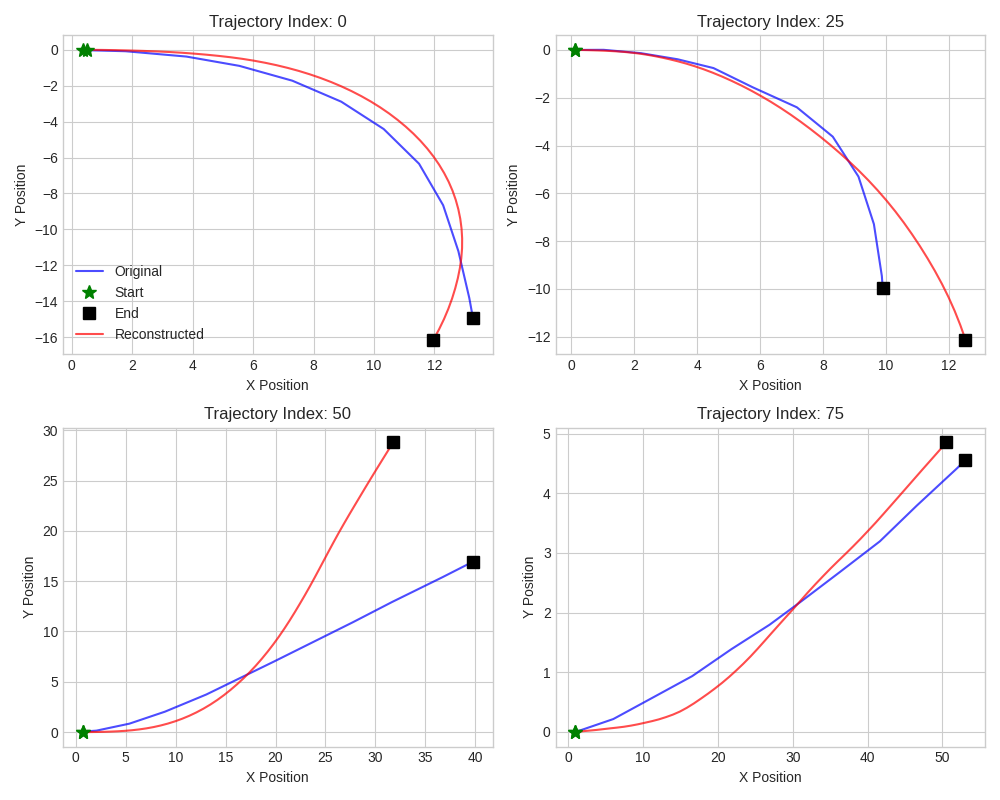 Trajectory Index: 0
0
−2
−4
−6
−8
−10
−12
−14
−16
Y Position
Original
Start
End
Reconstructed
0 2 4 6 8 10 12
X Position
Trajectory Index: 25
0
−2
−4
−6
−8
−10
−12
Y Position
0 2 4 6 8 10 12
X Position
Trajectory Index: 50
30
25
20
15
10
5
0
Y Position
0 5 10 15 20 25 30 35 40
X Position
Trajectory Index: 75
5
4
3
2
1
0
Y Position
0 10 20 30 40 50
X Position